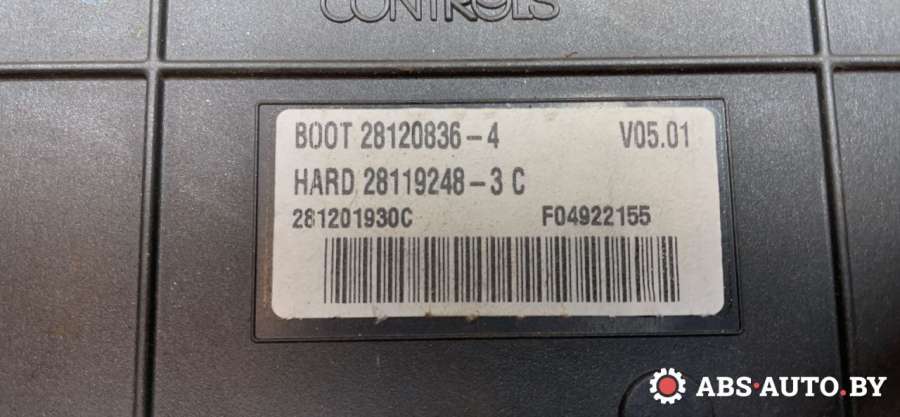 CONTROLS
BOOT 28120836-4 V05.01
HARD 28119248-3 C
281201930C F04922155
ABS-AUTO.BY